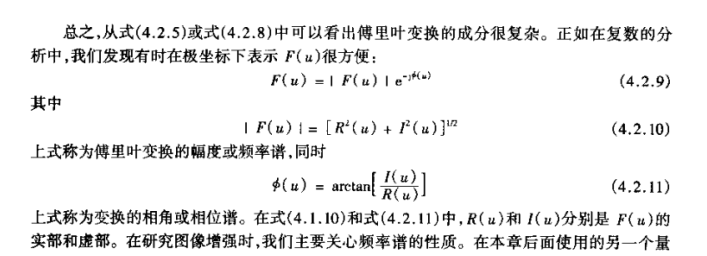 总之,从式(4.2.5)或式(4.2.8)中可以看出傅里叶变换的成分很复杂。正如在复数的分
析中,我们发现有时在极坐标下表示 F(u)很方便:
F(u) = | F(u) | e^{-jφ(u)} (4.2.9)
其中
| F(u) | = [R²(u) + I²(u)]^{1/2} (4.2.10)
上式称为傅里叶变换的幅度或频率谱,同时
φ(u) = arctan[I(u)/R(u)] (4.2.11)
上式称为变换的相角或相位谱。在式(4.1.10)和式(4.2.11)中,R(u)和 I(u)分别是 F(u)的
实部和虚部。在研究图像增强时,我们主要关心频率谱的性质。在本章后面使用的另一个量